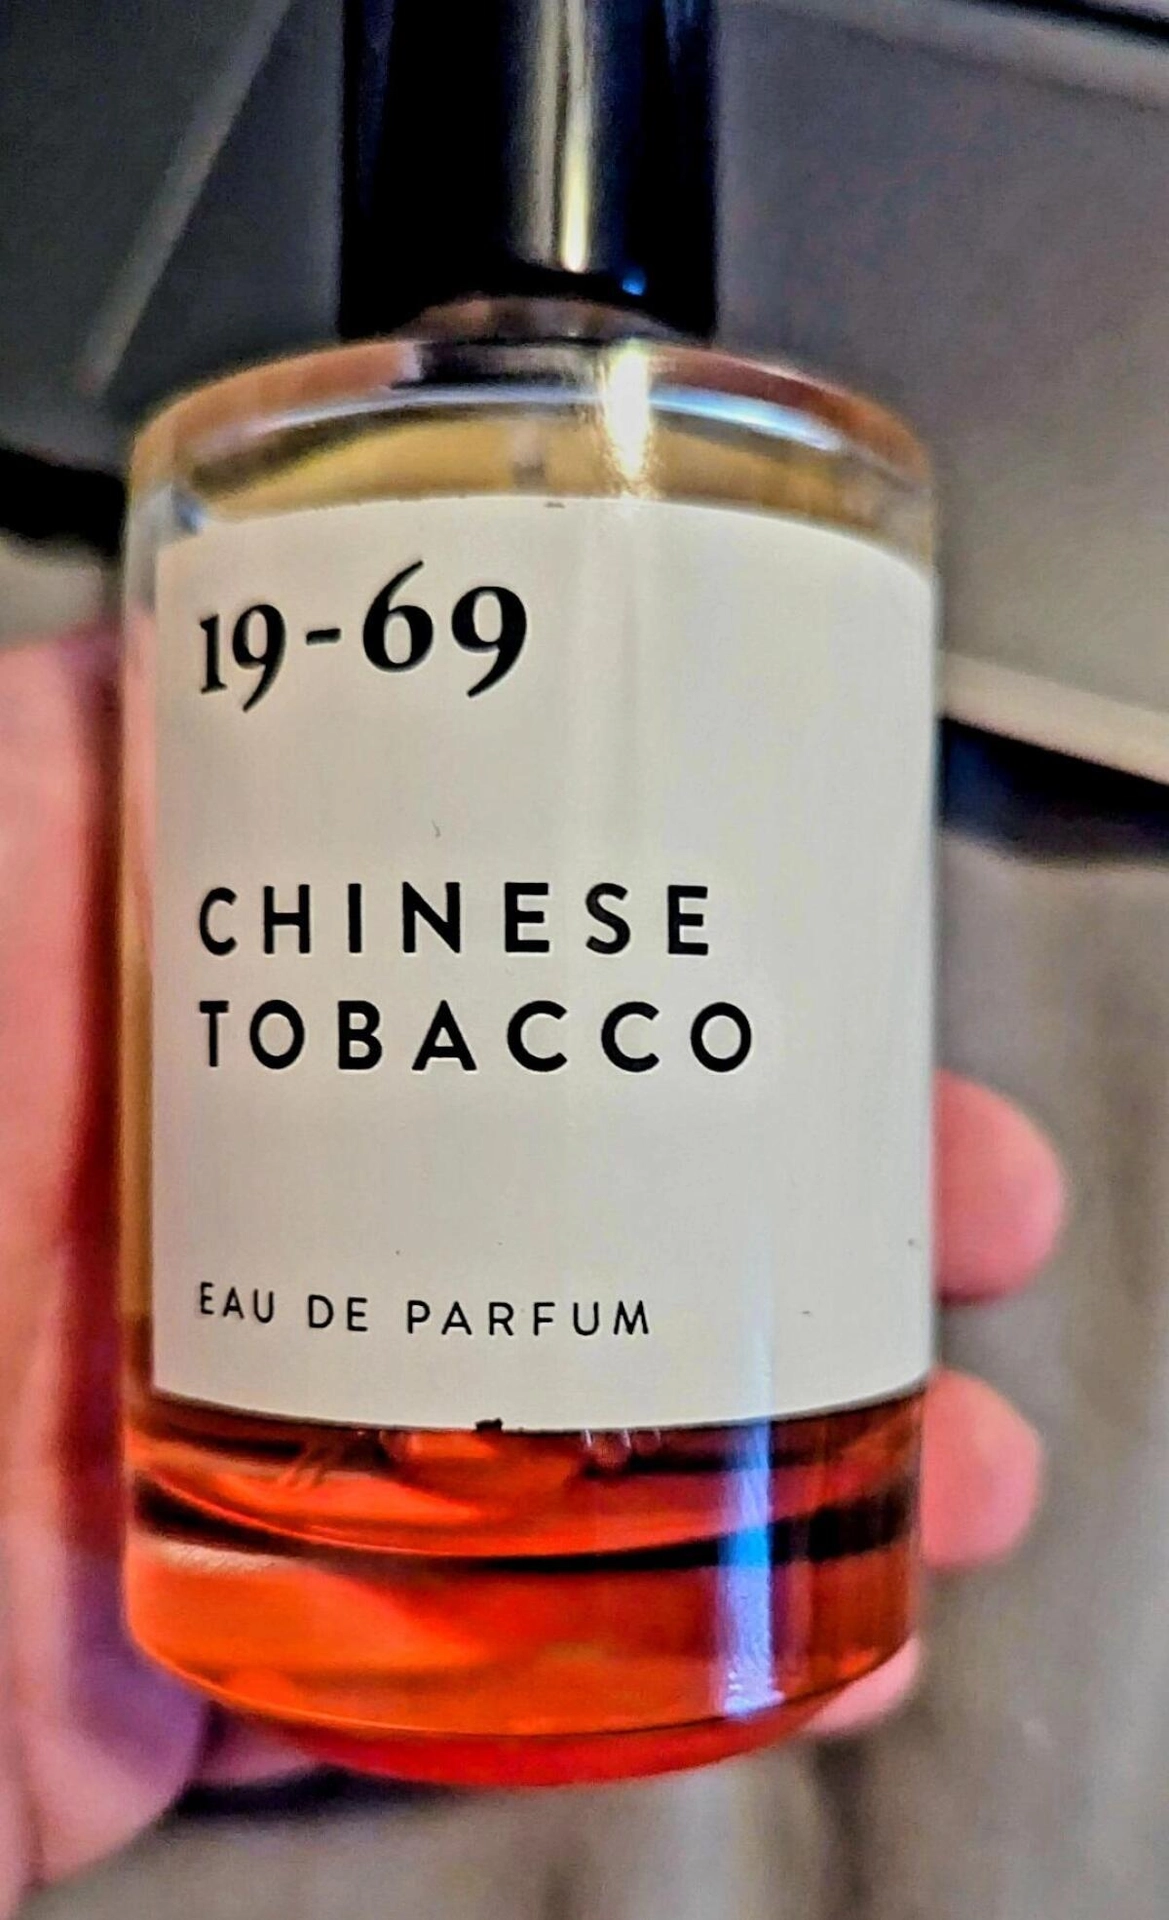 19-69
CHINESE
TOBACCO
EAU DE PARFUM